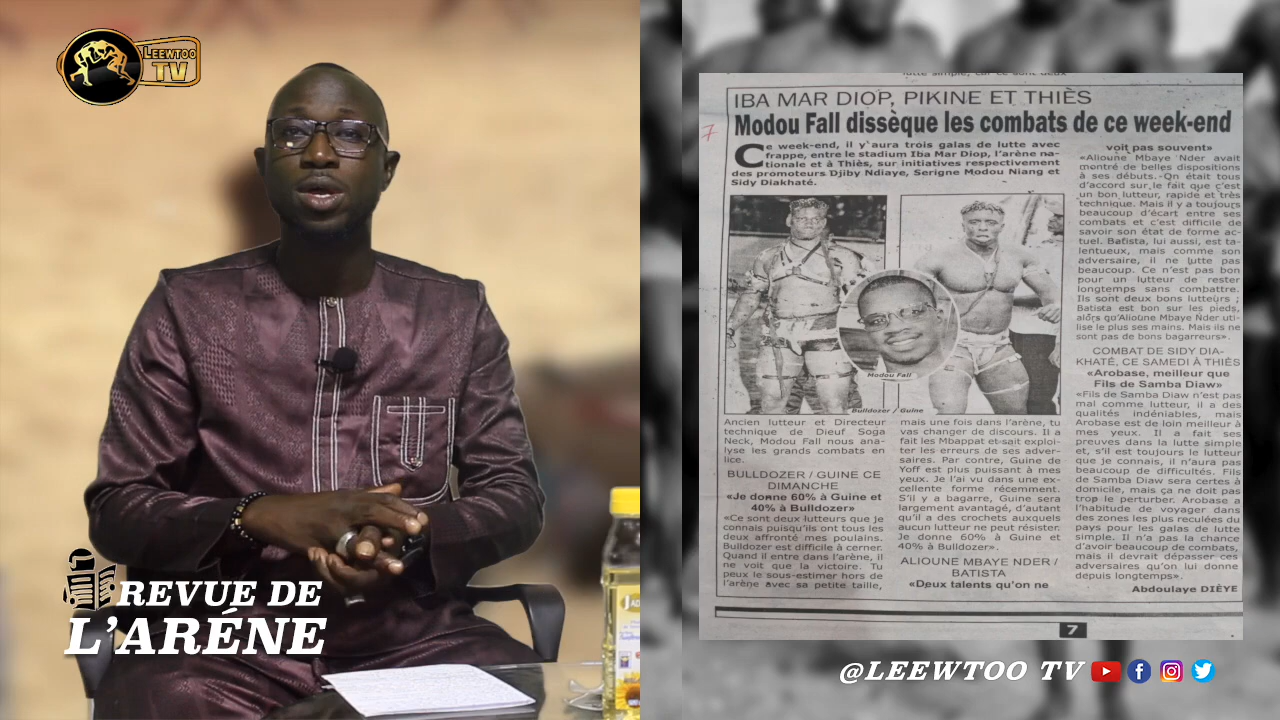 LEEWTOO
TV
REVUE DE
L'ARÉNE
IBA MAR DIOP, PIKINE ET THIÈS
Modou Fall dissèque les combats de ce week-end
7
Ce week-end, il y aura trois galas de lutte avec
frappe, entre le stadium Iba Mar Diop, l'arène na-
tionale et à Thiès, sur initiatives respectivement
des promoteurs Djiby Ndiaye, Serigne Modou Niang et
Sidy Diakhaté.
Modou Fall
Bulldozer / Guine
Ancien lutteur et Directeur
technique de Dieuf Soga
Neck, Modou Fall nous ana-
lyse les grands combats en
lice.
BULLDOZER / GUINE CE
DIMANCHE
«Je donne 60% à Guine et
40% à Bulldozer»
«Ce sont deux lutteurs que je
connais puisqu'ils ont tous les
deux affronté mes poulains.
Bulldozer est difficile à cerner.
Quand il entre dans l'arène, il
ne voit que la victoire. Tu
peux le sous-estimer hors de
l'arène avec sa petite taille,
mais une fois dans l'arène, tu
vas changer de discours. Il a
fait les Mbappat et sait exploi-
ter les erreurs de ses adver-
saires. Par contre, Guine de
Yoff est plus puissant à mes
yeux. Je l'ai vu dans une ex-
cellente forme récemment.
S'il y a bagarre, Guine sera
largement avantagé, d'autant
qu'il a des crochets auxquels
aucun lutteur ne peut résister.
Je donne 60% à Guine et
40% à Bulldozer».
ALIOUNE MBAYE NDER /
BATISTA
«Deux talents qu'on ne
voit pas souvent»
«Alioune Mbaye Nder avait
montré de belles dispositions
à ses débuts. On était tous
d'accord sur le fait que c'est
un bon lutteur, rapide et très
technique. Mais il y a toujours
beaucoup d'écart entre ses
combats et c'est difficile de
savoir son état de forme ac-
tuel. Batista, lui aussi, est ta-
lentueux, mais comme son
adversaire, il ne lutte pas
beaucoup. Ce n'est pas bon
pour un lutteur de rester
longtemps sans combattre.
Ils sont deux bons lutteurs ;
Batista est bon sur les pieds,
alors qu'Alioune Mbaye Nder uti-
lise le plus ses mains. Mais ils ne
sont pas de bons bagarreurs».
COMBAT DE SIDY DIA-
KHATÉ, CE SAMEDI À THIÈS
«Arobase, meilleur que
Fils de Samba Diaw»
«Fils de Samba Diaw n'est pas
mal comme lutteur, il a des
qualités indéniables, mais
Arobase est de loin meilleur à
mes yeux. Il a fait ses
preuves dans la lutte simple
et, s'il est toujours le lutteur
que je connais, il n'aura pas
beaucoup de difficultés. Fils
de Samba Diaw sera certes à
domicile, mais ça ne doit pas
trop le perturber. Arobase a
l'habitude de voyager dans
des zones les plus reculées du
pays pour les galas de lutte
simple. Il n'a pas la chance
d'avoir beaucoup de combats,
mais il devrait dépasser ces
adversaires qu'on lui donne
depuis longtemps».
Abdoulaye DIÈYE
7
@LEEWTOO TV